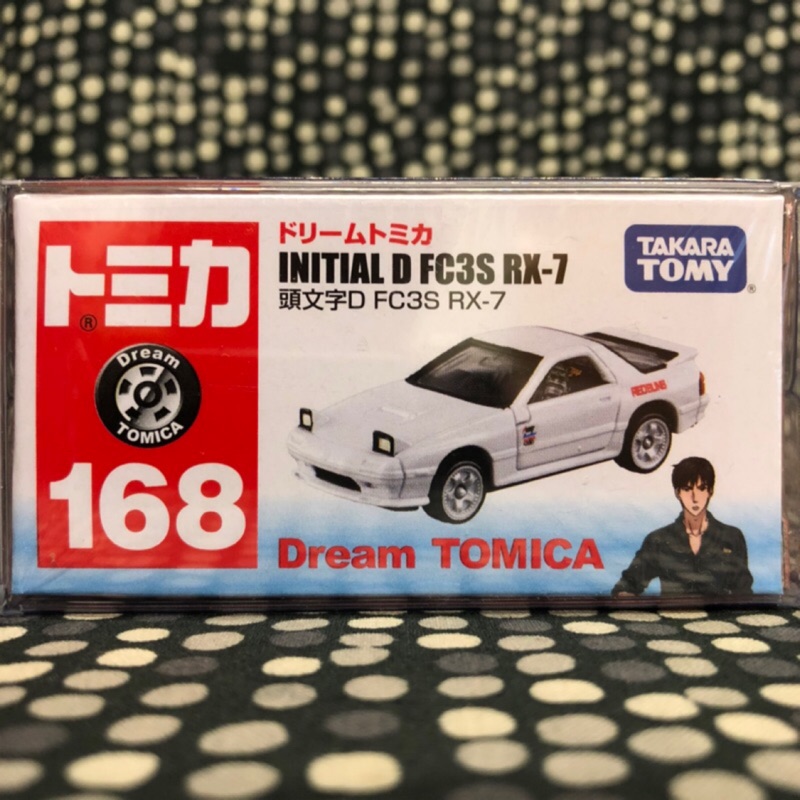 トミカ
®
Dream
TOMICA
168
ドリームトミカ
INITIAL D FC3S RX-7
頭文字D FC3S RX-7
TAKARA
TOMY
®
REDSUNS
Dream TOMICA